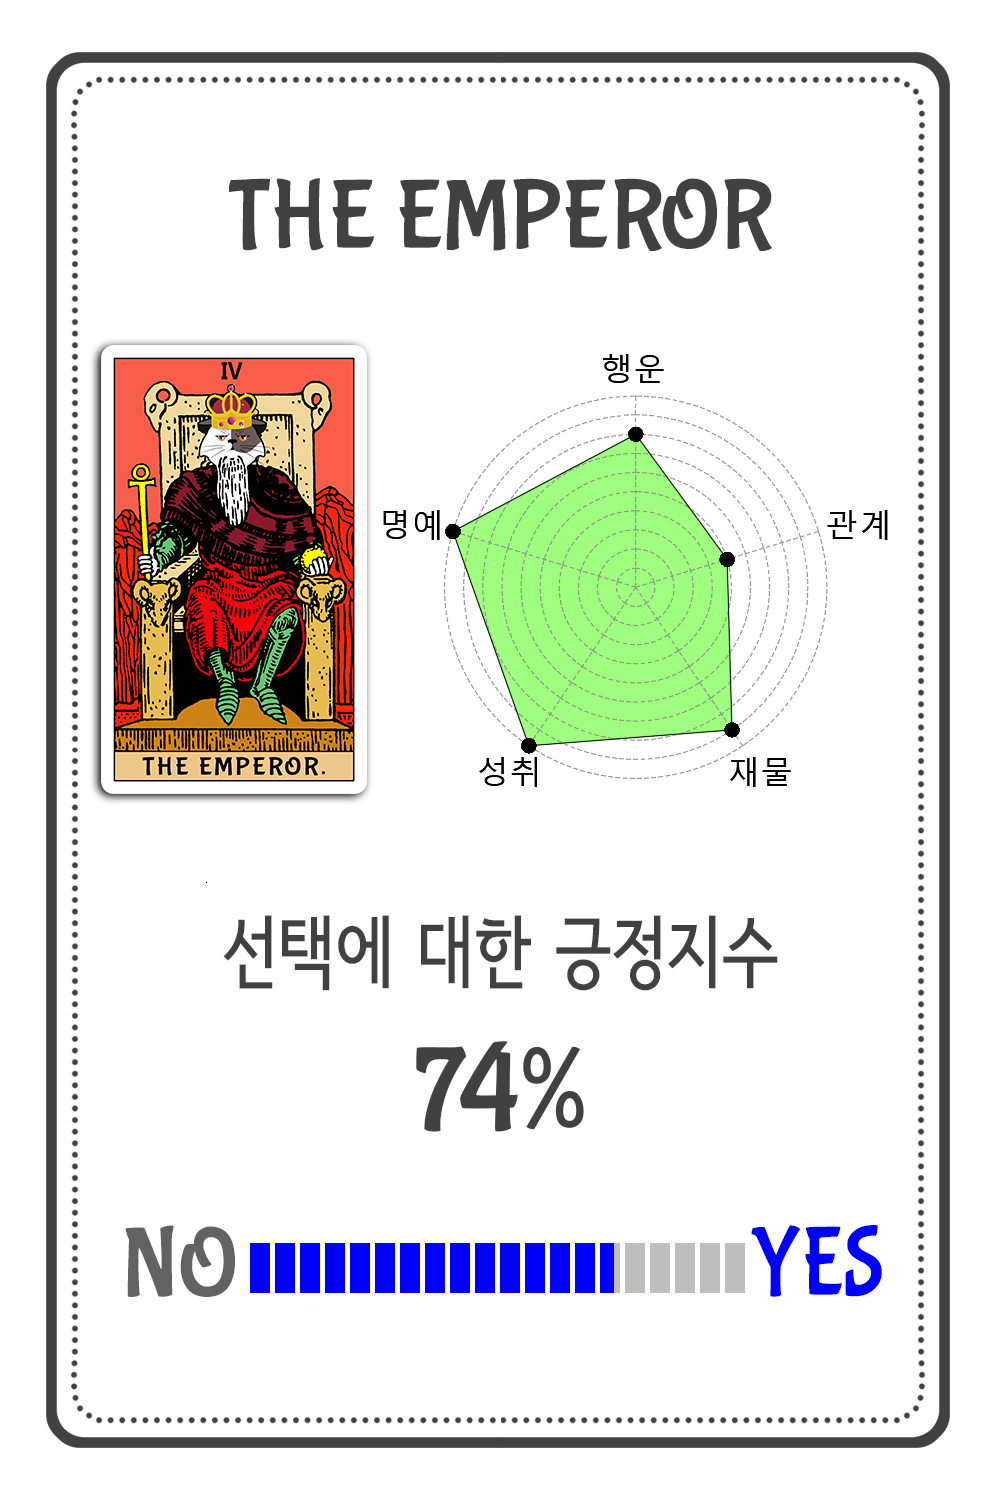 THE EMPEROR
IV
THE EMPEROR.
행운
명예
관계
성취
재물
선택에 대한 긍정지수
74%
NO YES